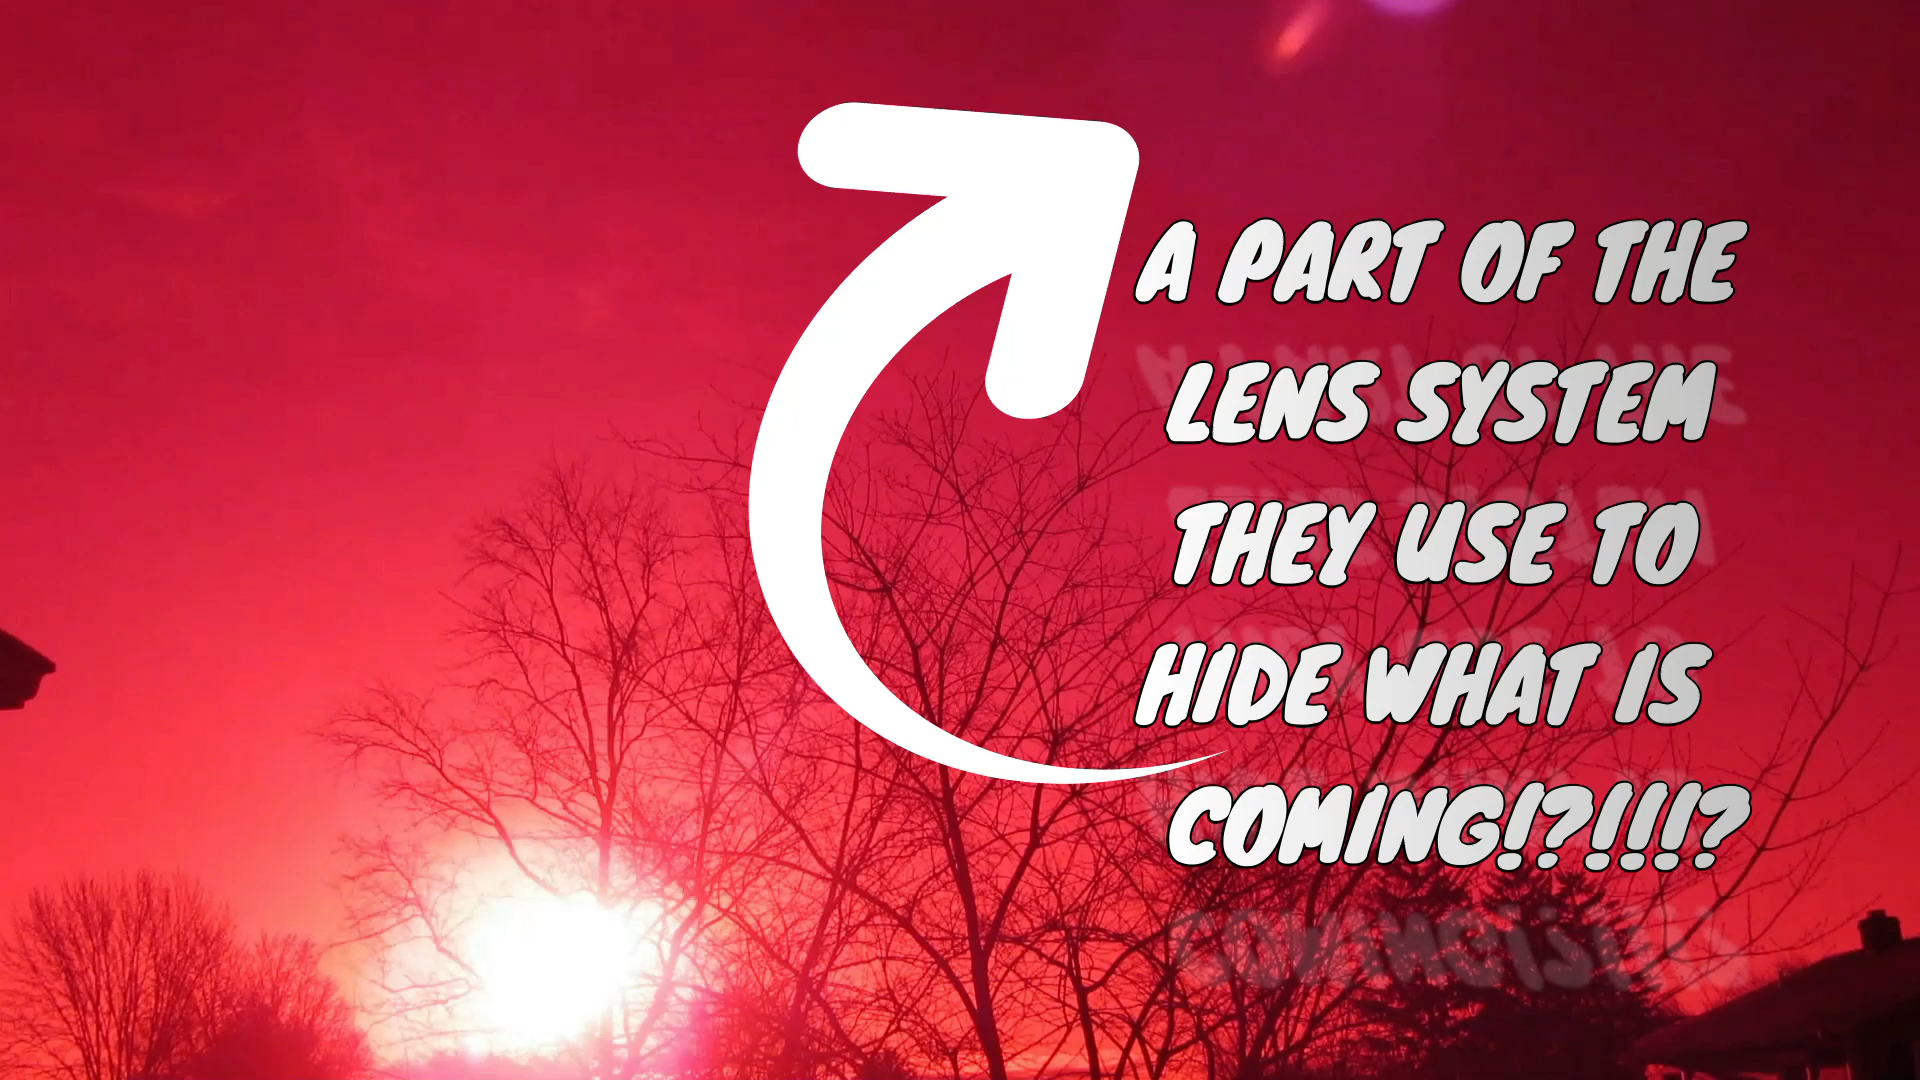 A PART OF THE
LENS SYSTEM
THEY USE TO
HIDE WHAT IS
COMING!?!!!?